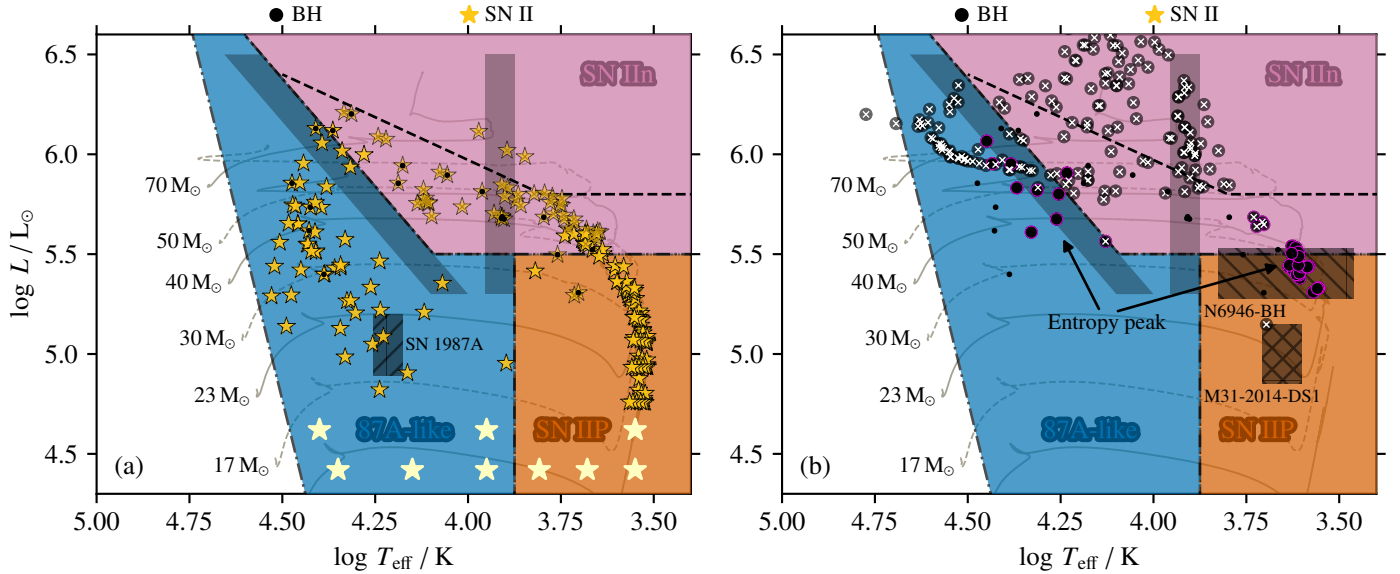 BH SN II
BH SN II
6.5
6.0
5.5
5.0
4.5
log L / L⊙
SN IIn
70 M⊙
50 M⊙
40 M⊙
30 M⊙
23 M⊙
17 M⊙
SN 1987A
87A-like
SN IIP
(a)
5.00 4.75 4.50 4.25 4.00 3.75 3.50
log Teff / K
SN IIn
70 M⊙
50 M⊙
40 M⊙
30 M⊙
23 M⊙
17 M⊙
Entropy peak
N6946-BH
M31-2014-DS1
87A-like
SN IIP
(b)
5.00 4.75 4.50 4.25 4.00 3.75 3.50
log Teff / K